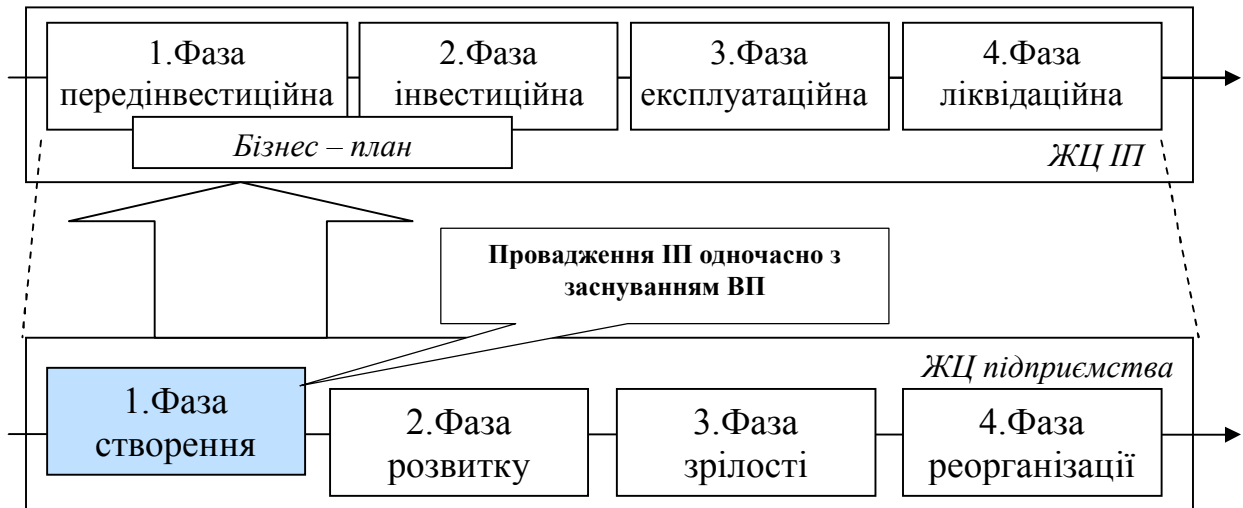 1.Фаза
передінвестиційна
2.Фаза
інвестиційна
3.Фаза
експлуатаційна
4.Фаза
ліквідаційна
Бізнес – план
ЖЦ ІП
Провадження ІП одночасно з
заснуванням ВП
ЖЦ підприємства
1.Фаза
створення
2.Фаза
розвитку
3.Фаза
зрілості
4.Фаза
реорганізації